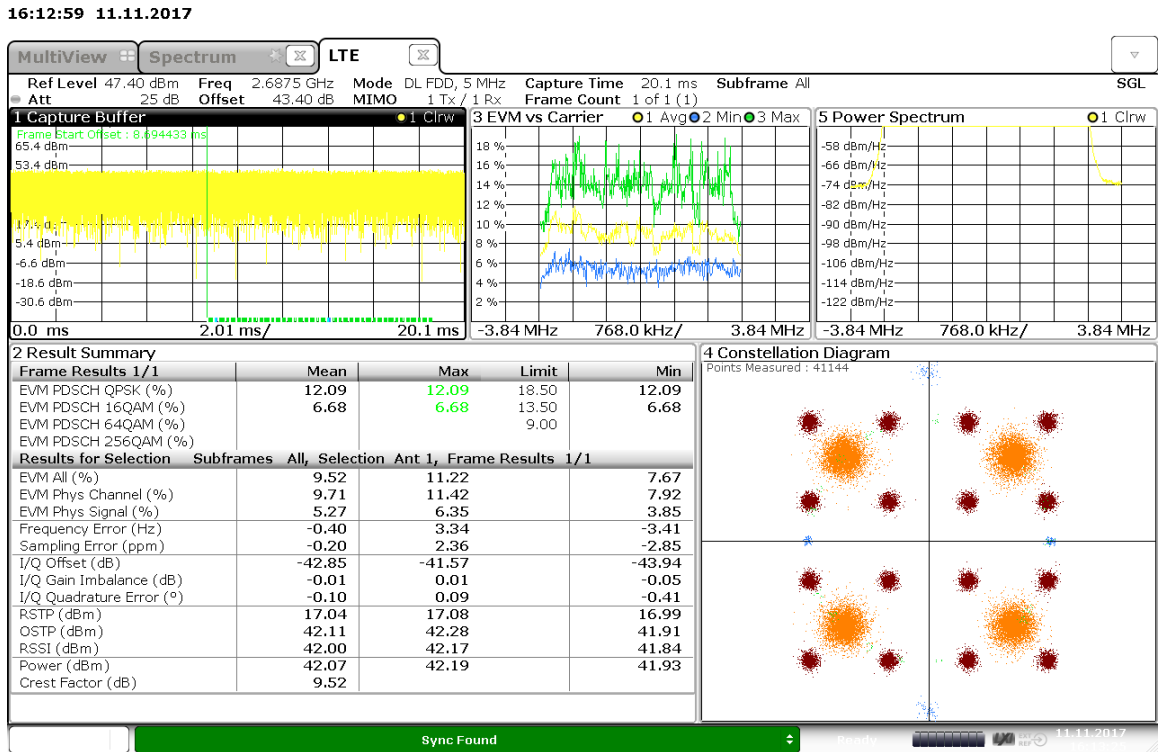 16:12:59 11.11.2017
MultiView Spectrum LTE
Ref Level 47.40 dBm Freq 2.6875 GHz Mode DL FDD, 5 MHz Capture Time 20.1 ms Subframe All SGL
Att 25 dB Offset 43.40 dB MIMO 1 Tx / 1 Rx Frame Count 1 of 1 (1)
1 Capture Buffer 1 Clrw
Frame Start Offset : 8.694433 ms
65.4 dBm
53.4 dBm
17.4 d
5.4 dBm
-6.6 dBm
-18.6 dBm
-30.6 dBm
0.0 ms 2.01 ms/ 20.1 ms
3 EVM vs Carrier 1 Avg 2 Min 3 Max
18 %
16 %
14 %
12 %
10 %
8 %
6 %
4 %
2 %
-3.84 MHz 768.0 kHz/ 3.84 MHz
5 Power Spectrum 1 Clrw
-58 dBm/Hz
-66 dBm/Hz
-74 dBm/Hz
-82 dBm/Hz
-90 dBm/Hz
-98 dBm/Hz
-106 dBm/Hz
-114 dBm/Hz
-122 dBm/Hz
-3.84 MHz 768.0 kHz/ 3.84 MHz
2 Result Summary
Frame Results 1/1 Mean Max Limit Min
EVM PDSCH QPSK (%) 12.09 12.09 18.50 12.09
EVM PDSCH 16QAM (%) 6.68 6.68 13.50 6.68
EVM PDSCH 64QAM (%) 9.00
EVM PDSCH 256QAM (%)
Results for Selection Subframes All, Selection Ant 1, Frame Results 1/1
EVM All (%) 9.52 11.22 7.67
EVM Phys Channel (%) 9.71 11.42 7.92
EVM Phys Signal (%) 5.27 6.35 3.85
Frequency Error (Hz) -0.40 3.34 -3.41
Sampling Error (ppm) -0.20 2.36 -2.85
I/Q Offset (dB) -42.85 -41.57 -43.94
I/Q Gain Imbalance (dB) -0.01 0.01 -0.05
I/Q Quadrature Error (°) -0.10 0.09 -0.41
RSTP (dBm) 17.04 17.08 16.99
OSTP (dBm) 42.11 42.28 41.91
RSSI (dBm) 42.00 42.17 41.84
Power (dBm) 42.07 42.19 41.93
Crest Factor (dB) 9.52
4 Constellation Diagram
Points Measured : 41144
Sync Found
Ready
LXI
EXT
REF
11.11.2017